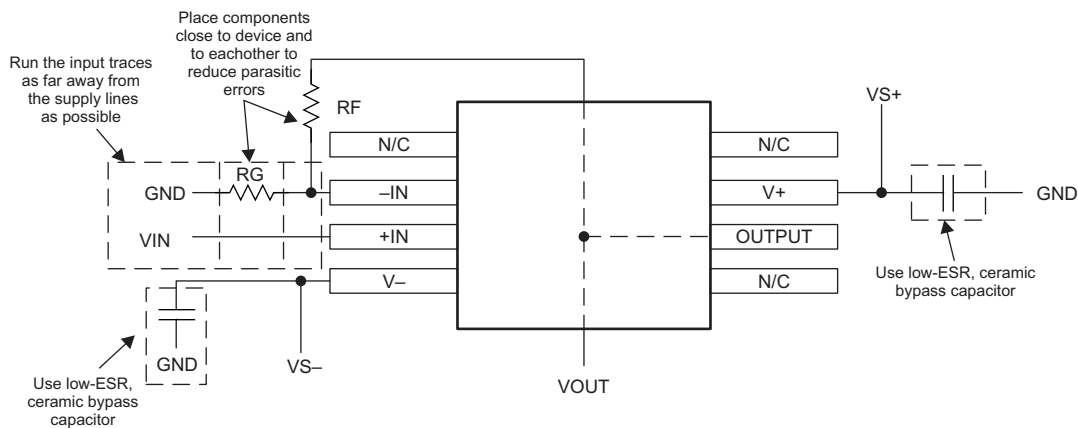 Place components
close to device and
to eachother to
reduce parasitic
errors
Run the input traces
as far away from
the supply lines
as possible
RF
VS+
N/C
N/C
RG
GND
–IN
V+
GND
VIN
+IN
OUTPUT
V–
N/C
Use low-ESR, ceramic
bypass capacitor
GND
VS–
VOUT
Use low-ESR,
ceramic bypass
capacitor